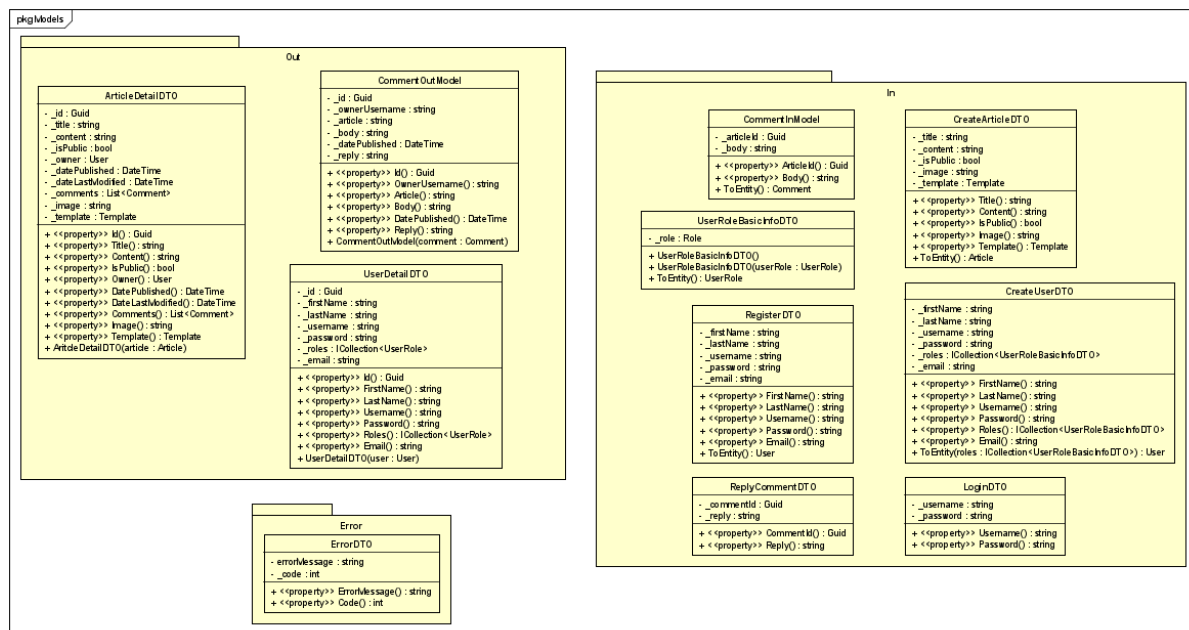 pkg Models
Out
ArticleDetailDTO
- _id : Guid
- _title : string
- _content : string
- _isPublic : bool
- _owner : User
- _datePublished : DateTime
- _dateLastModified : DateTime
- _comments : List<Comment>
- _image : string
- _template : Template
+ <<property>> Id() : Guid
+ <<property>> Title() : string
+ <<property>> Content() : string
+ <<property>> IsPublic() : bool
+ <<property>> Owner() : User
+ <<property>> DatePublished() : DateTime
+ <<property>> DateLastModified() : DateTime
+ <<property>> Comments() : List<Comment>
+ <<property>> Image() : string
+ <<property>> Template() : Template
+ AritcleDetailDTO(article : Article)
CommentOutModel
- _id : Guid
- _ownerUsername : string
- _article : string
- _body : string
- _datePublished : DateTime
- _reply : string
+ <<property>> Id() : Guid
+ <<property>> OwnerUsername() : string
+ <<property>> Article() : string
+ <<property>> Body() : string
+ <<property>> DatePublished() : DateTime
+ <<property>> Reply() : string
+ CommentOutModel(comment : Comment)
UserDetailDTO
- _id : Guid
- _firstName : string
- _lastName : string
- _username : string
- _password : string
- _roles : ICollection<UserRole>
- _email : string
+ <<property>> Id() : Guid
+ <<property>> FirstName() : string
+ <<property>> LastName() : string
+ <<property>> Username() : string
+ <<property>> Password() : string
+ <<property>> Roles() : ICollection<UserRole>
+ <<property>> Email() : string
+ UserDetailDTO(user : User)
Error
ErrorDTO
- errorMessage : string
- _code : int
+ <<property>> ErrorMessage() : string
+ <<property>> Code() : int
In
CommentInModel
- _articleId : Guid
- _body : string
+ <<property>> ArticleId() : Guid
+ <<property>> Body() : string
+ ToEntity() : Comment
CreateArticleDTO
- _title : string
- _content : string
- _isPublic : bool
- _image : string
- _template : Template
+ <<property>> Title() : string
+ <<property>> Content() : string
+ <<property>> IsPublic() : bool
+ <<property>> Image() : string
+ <<property>> Template() : Template
+ ToEntity() : Article
UserRoleBasicInfoDTO
- _role : Role
+ UserRoleBasicInfoDTO()
+ UserRoleBasicInfoDTO(userRole : UserRole)
+ ToEntity() : UserRole
RegisterDTO
- _firstName : string
- _lastName : string
- _username : string
- _password : string
- _email : string
+ <<property>> FirstName() : string
+ <<property>> LastName() : string
+ <<property>> Username() : string
+ <<property>> Password() : string
+ <<property>> Email() : string
+ ToEntity() : User
CreateUserDTO
- _firstName : string
- _lastName : string
- _username : string
- _password : string
- _roles : ICollection<UserRoleBasicInfoDTO>
- _email : string
+ <<property>> FirstName() : string
+ <<property>> LastName() : string
+ <<property>> Username() : string
+ <<property>> Password() : string
+ <<property>> Roles() : ICollection<UserRoleBasicInfoDTO>
+ <<property>> Email() : string
+ ToEntity(roles : ICollection<UserRoleBasicInfoDTO>) : User
ReplyCommentDTO
- _commentId : Guid
- _reply : string
+ <<property>> CommentId() : Guid
+ <<property>> Reply() : string
LoginDTO
- _username : string
- _password : string
+ <<property>> Username() : string
+ <<property>> Password() : string